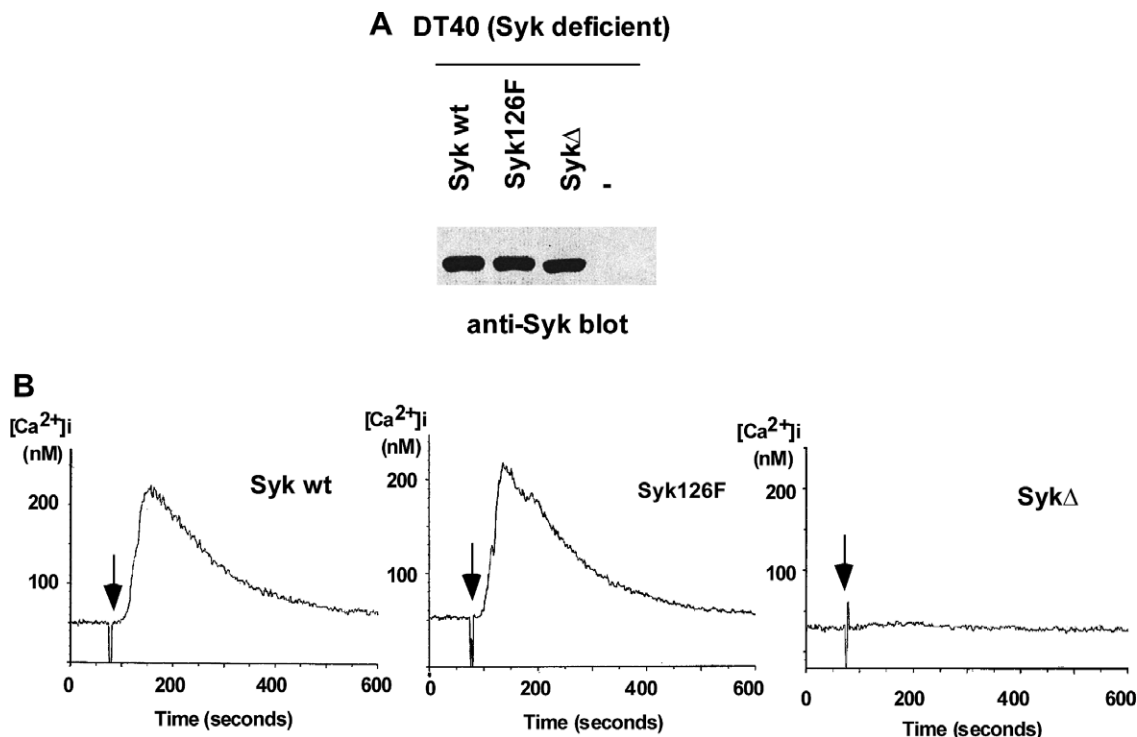 A DT40 (Syk deficient)
Syk wt
Syk126F
SykΔ
-
anti-Syk blot
B
[Ca2+]i
(nM)
200
100
Syk wt
0 200 400 600
Time (seconds)
[Ca2+]i
(nM)
200
100
Syk126F
0 200 400 600
Time (seconds)
[Ca2+]i
(nM)
200
100
SykΔ
0 200 400 600
Time (seconds)